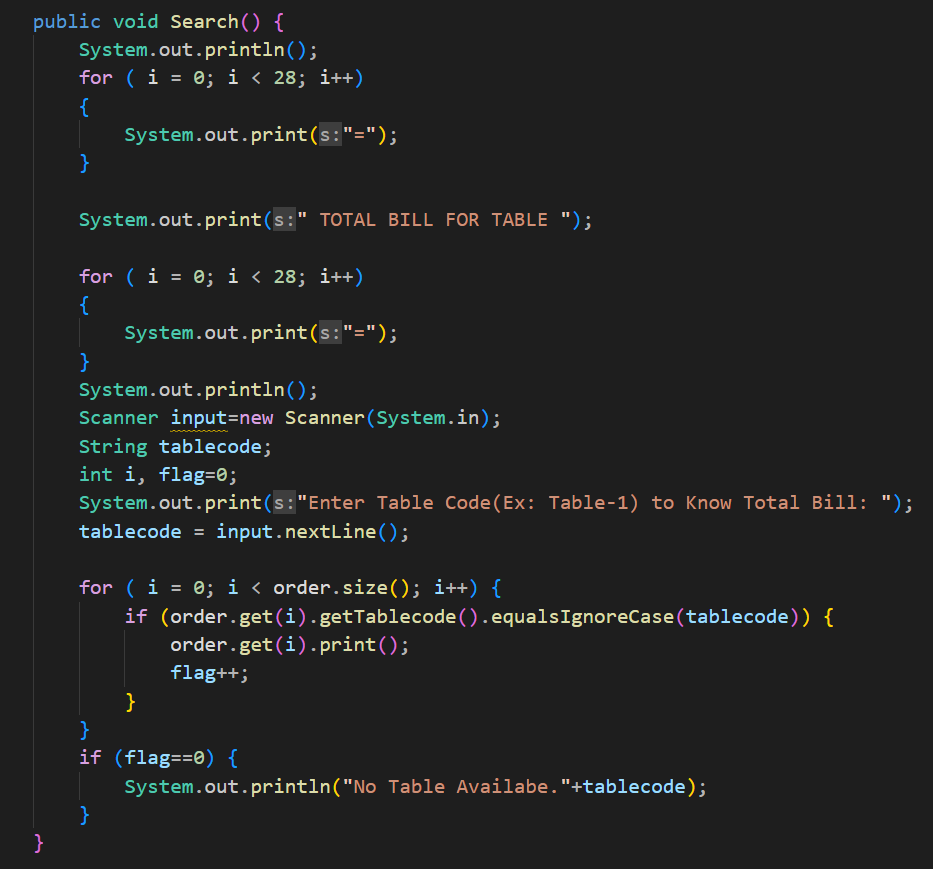 public void Search() {
    System.out.println();
    for ( i = 0; i < 28; i++)
    {
        System.out.print(s:"=");
    }

    System.out.print(s:" TOTAL BILL FOR TABLE ");

    for ( i = 0; i < 28; i++)
    {
        System.out.print(s:"=");
    }
    System.out.println();
    Scanner input=new Scanner(System.in);
    String tablecode;
    int i, flag=0;
    System.out.print(s:"Enter Table Code(Ex: Table-1) to Know Total Bill: ");
    tablecode = input.nextLine();

    for ( i = 0; i < order.size(); i++) {
        if (order.get(i).getTablecode().equalsIgnoreCase(tablecode)) {
            order.get(i).print();
            flag++;
        }
    }
    if (flag==0) {
        System.out.println("No Table Availabe."+tablecode);
    }
}